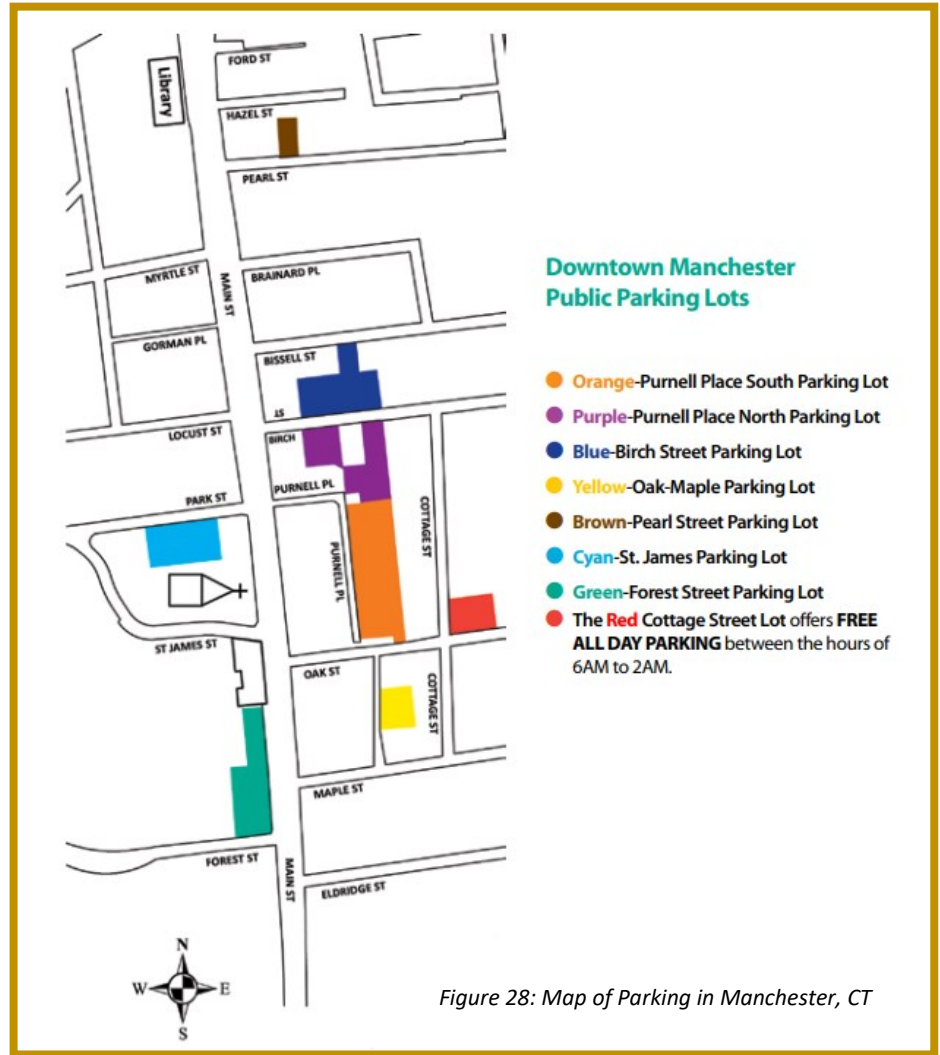 Library
FORD ST
HAZEL ST
PEARL ST
MYRTLE ST
MAIN ST
BRAINARD PL
GORMAN PL
BISSELL ST
ST
LOCUST ST
BIRCH
PURNELL PL
PARK ST
COTTAGE ST
PURNELL PL
ST JAMES ST
OAK ST
COTTAGE ST
MAPLE ST
FOREST ST
MAIN ST
ELDRIDGE ST
N
W
E
S
Downtown Manchester
Public Parking Lots
Orange-Purnell Place South Parking Lot
Purple-Purnell Place North Parking Lot
Blue-Birch Street Parking Lot
Yellow-Oak-Maple Parking Lot
Brown-Pearl Street Parking Lot
Cyan-St. James Parking Lot
Green-Forest Street Parking Lot
The Red Cottage Street Lot offers FREE
ALL DAY PARKING between the hours of
6AM to 2AM.
Figure 28: Map of Parking in Manchester, CT